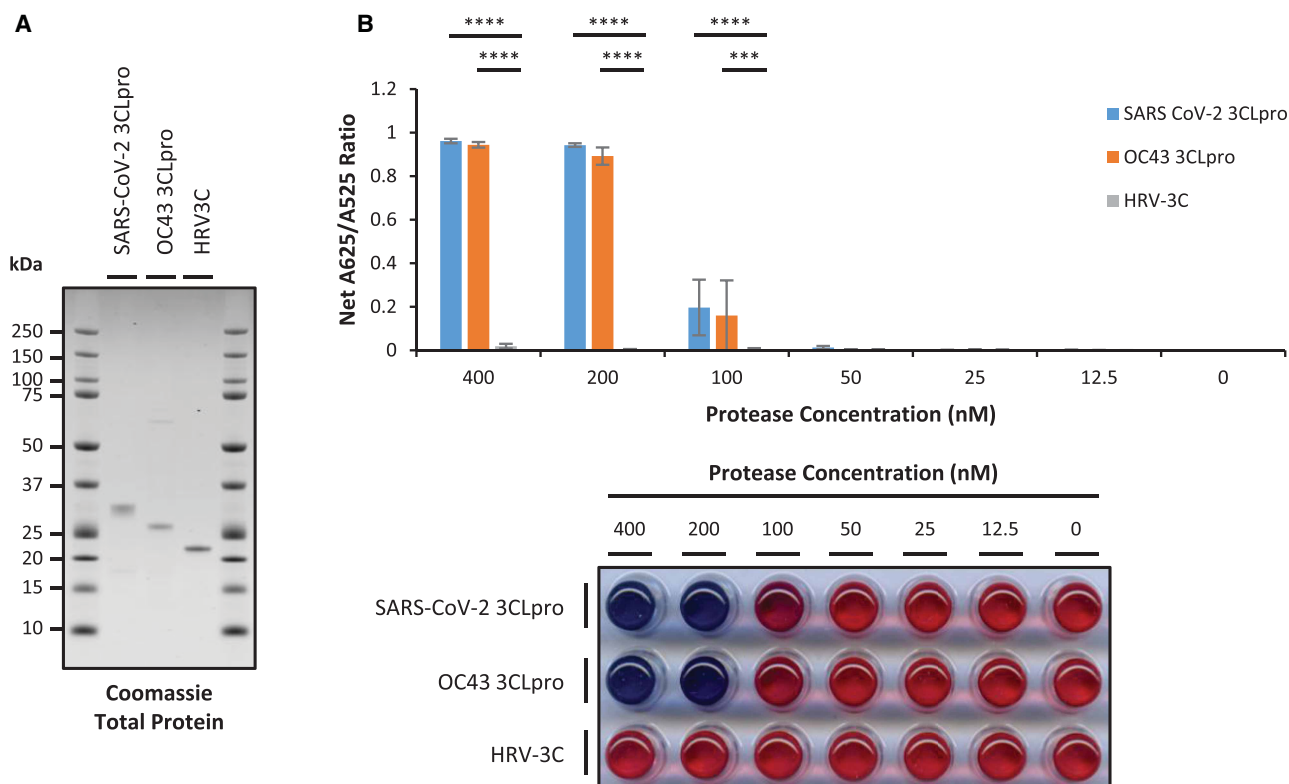 A
SARS-CoV-2 3CLpro
OC43 3CLpro
HRV3C
kDa
250
150
100
75
50
37
25
20
15
10
Coomassie
Total Protein
B
**** **** ****
**** **** ***
1.2
1
0.8
0.6
0.4
0.2
0
Net A625/A525 Ratio
SARS CoV-2 3CLpro
OC43 3CLpro
HRV-3C
400 200 100 50 25 12.5 0
Protease Concentration (nM)
Protease Concentration (nM)
400 200 100 50 25 12.5 0
SARS-CoV-2 3CLpro
OC43 3CLpro
HRV-3C